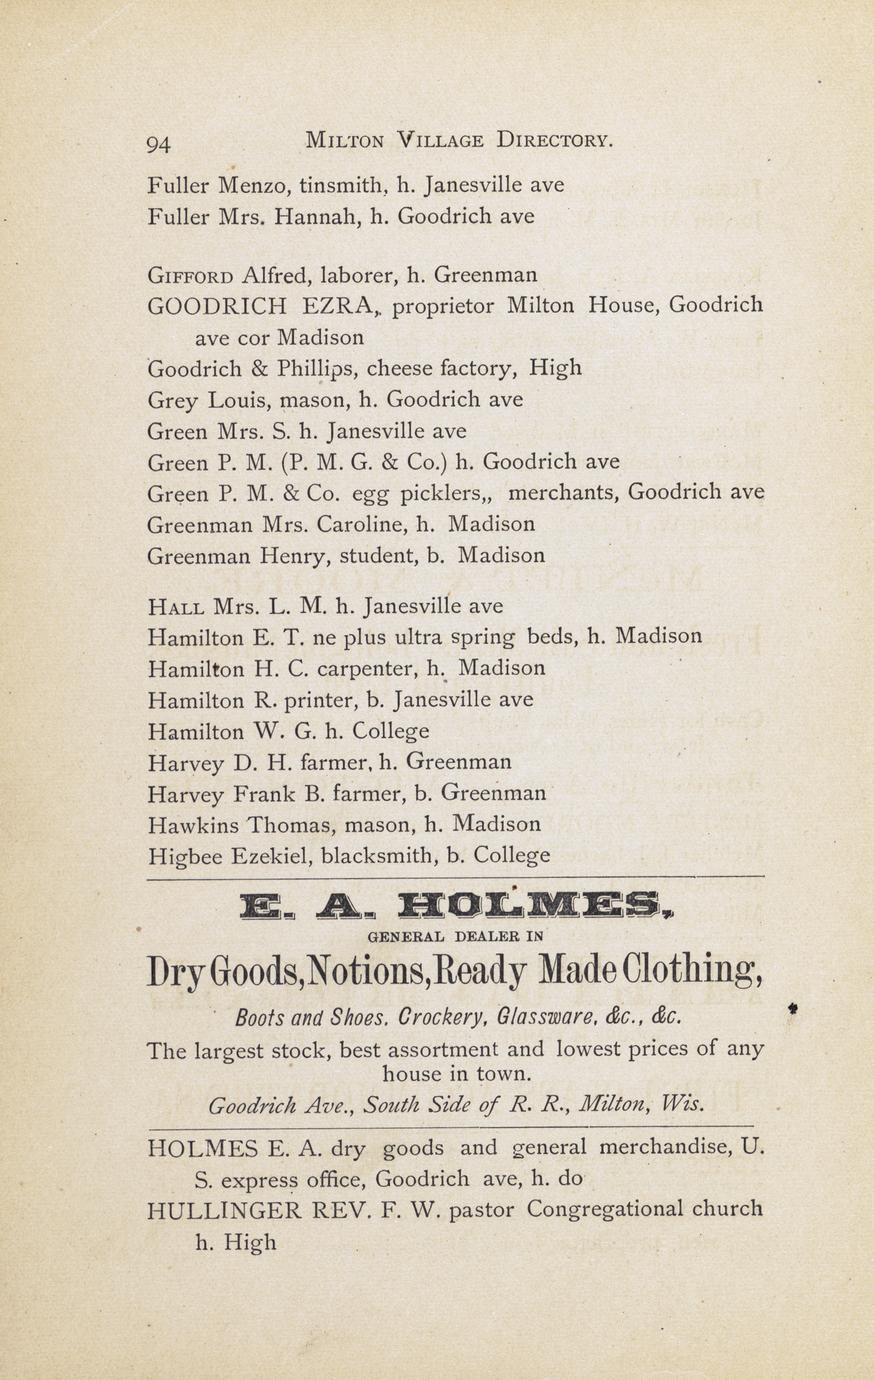 94 MILTON VILLAGE DIRECTORY.
Fuller Menzo, tinsmith, h. Janesville ave
Fuller Mrs. Hannah, h. Goodrich ave
GIFFORD Alfred, laborer, h. Greenman
GOODRICH EZRA,. proprietor Milton House, Goodrich
ave cor Madison
Goodrich & Phillips, cheese factory, High
Grey Louis, mason, h. Goodrich ave
Green Mrs. S. h. Janesville ave
Green P. M. (P. M. G. & Co.) h. Goodrich ave
Green P. M. & Co. egg picklers,, merchants, Goodrich ave
Greenman Mrs. Caroline, h. Madison
Greenman Henry, student, b. Madison
HALL Mrs. L. M. h. Janesville ave
Hamilton E. T. ne plus ultra spring beds, h. Madison
Hamilton H. C. carpenter, h. Madison
Hamilton R. printer, b. Janesville ave
Hamilton W. G. h. College
Harvey D. H. farmer, h. Greenman
Harvey Frank B. farmer, b. Greenman
Hawkins Thomas, mason, h. Madison
Higbee Ezekiel, blacksmith, b. College
E. A. HOLMES,
GENERAL DEALER IN
Dry Goods, Notions, Ready Made Clothing,
Boots and Shoes, Crockery, Glassware, &c., &c.
The largest stock, best assortment and lowest prices of any
house in town.
Goodrich Ave., South Side of R. R., Milton, Wis.
HOLMES E. A. dry goods and general merchandise, U.
S. express office, Goodrich ave, h. do
HULLINGER REV. F. W. pastor Congregational church
h. High